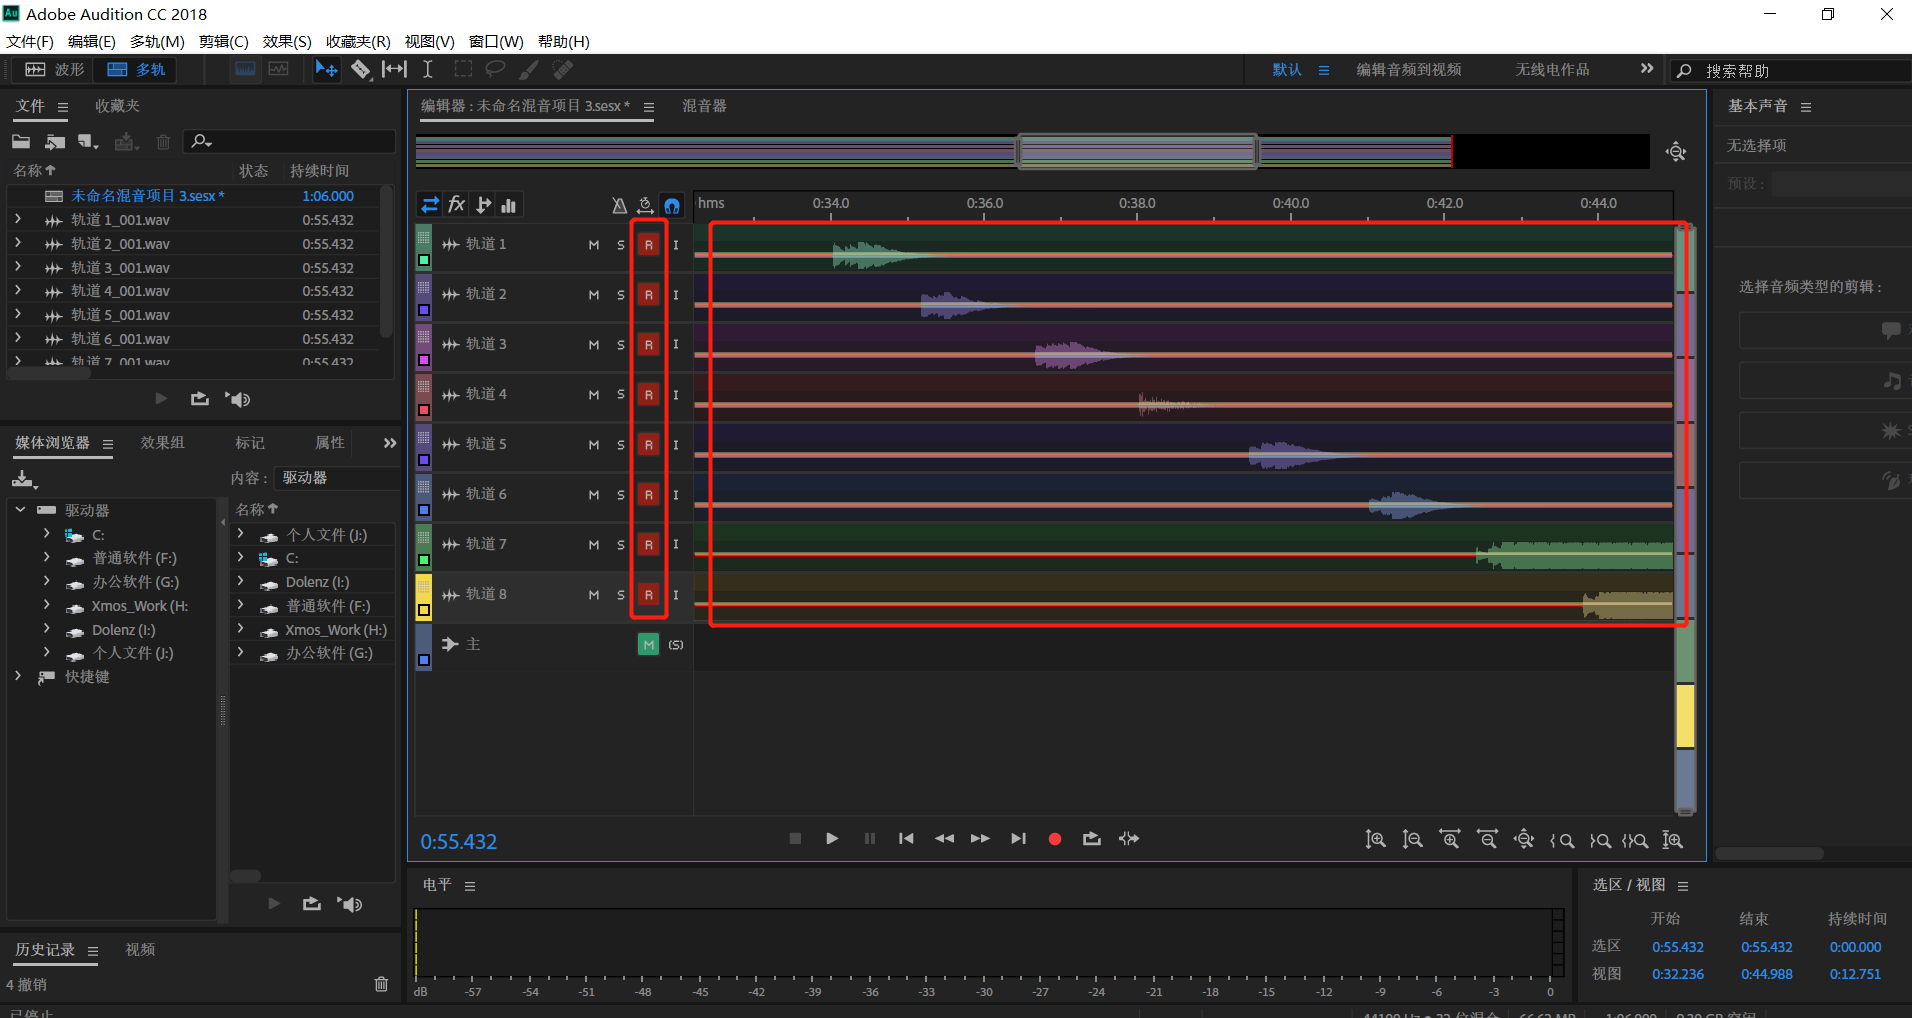 Adobe Audition CC 2018
文件(F) 编辑(E) 多轨(M) 剪辑(C) 效果(S) 收藏夹(R) 视图(V) 窗口(W) 帮助(H)
波形 多轨 默认 编辑音频到视频 无线电作品 搜索帮助
文件 收藏夹
名称 状态 持续时间
未命名混音项目 3.sesx * 1:06.000
轨道 1_001.wav 0:55.432
轨道 2_001.wav 0:55.432
轨道 3_001.wav 0:55.432
轨道 4_001.wav 0:55.432
轨道 5_001.wav 0:55.432
轨道 6_001.wav 0:55.432
轨道 7_001.wav 0:55.432
媒体浏览器 效果组 标记 属性
内容: 驱动器
驱动器
C:
普通软件 (F:)
办公软件 (G:)
Xmos_Work (H:
Dolenz (I:)
个人文件 (J:)
快捷键
名称
个人文件 (J:)
C:
Dolenz (I:)
普通软件 (F:)
Xmos_Work (H:)
办公软件 (G:)
历史记录 视频
4 撤销
已停止
编辑器: 未命名混音项目 3.sesx * 混音器
fx
hms 0:34.0 0:36.0 0:38.0 0:40.0 0:42.0 0:44.0
轨道 1 M S R I
轨道 2 M S R I
轨道 3 M S R I
轨道 4 M S R I
轨道 5 M S R I
轨道 6 M S R I
轨道 7 M S R I
轨道 8 M S R I
主 M (S)
0:55.432
电平
dB -57 -54 -51 -48 -45 -42 -39 -36 -33 -30 -27 -24 -21 -18 -15 -12 -9 -6 -3 0
基本声音
无选择项
预设:
选择音频类型的剪辑:
选区 / 视图
开始 结束 持续时间
选区 0:55.432 0:55.432 0:00.000
视图 0:32.236 0:44.988 0:12.751
44100 Hz ● 32 位混合 66.62 MB 1:06.000 9.30 GB 空闲